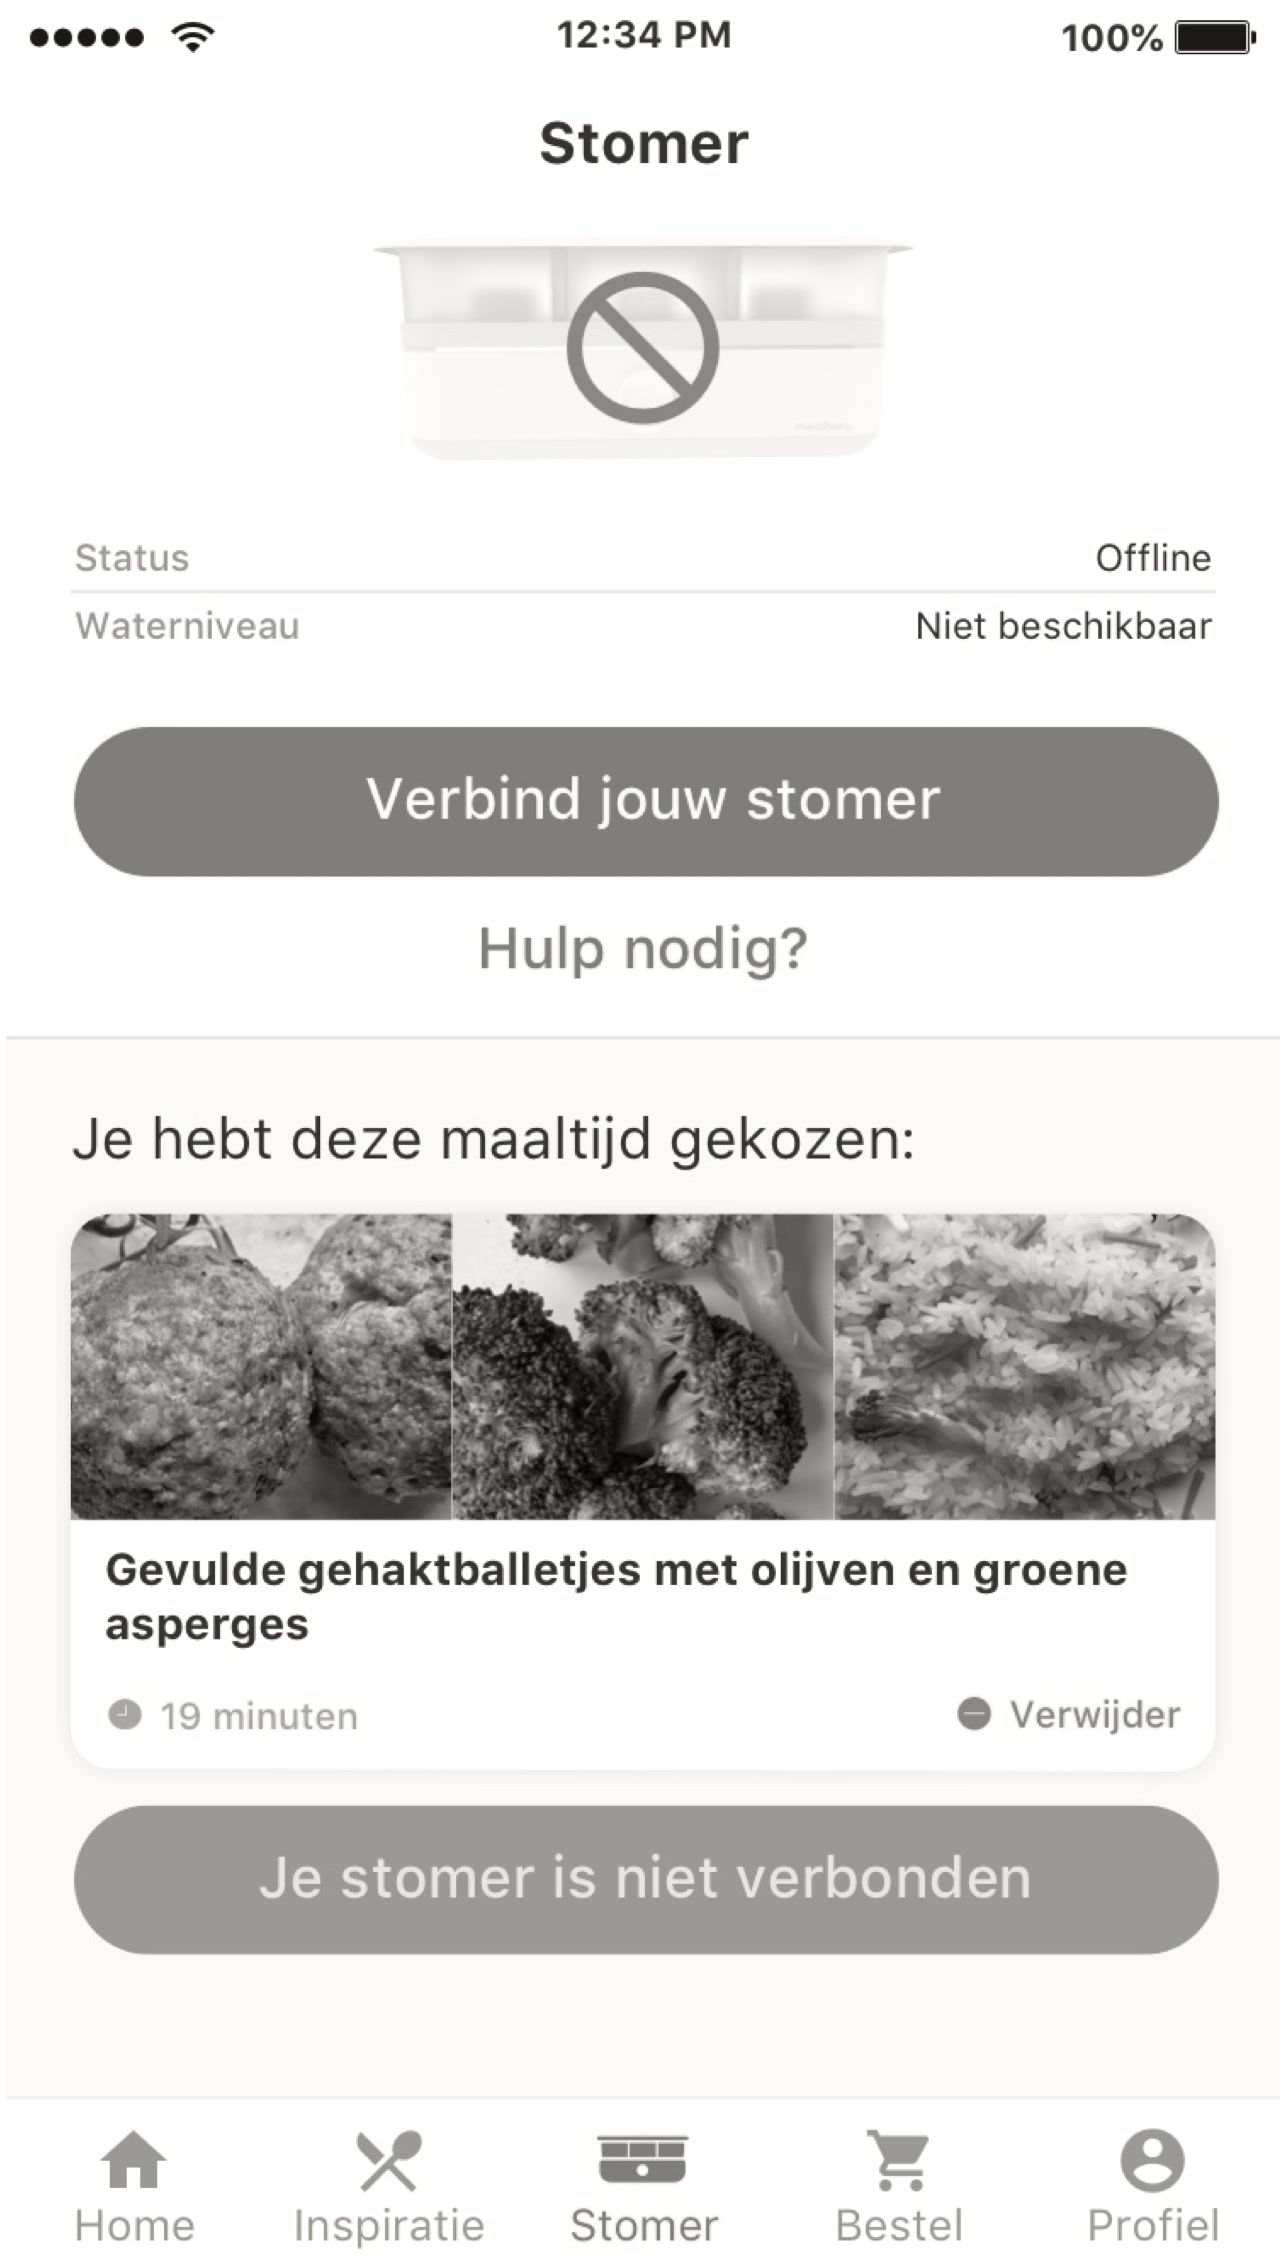 12:34 PM
100%
Stomer
medhero
Status
Offline
Waterniveau
Niet beschikbaar
Verbind jouw stomer
Hulp nodig?
Je hebt deze maaltijd gekozen:
Gevulde gehaktballetjes met olijven en groene
asperges
19 minuten
Verwijder
Je stomer is niet verbonden
Home
Inspiratie
Stomer
Bestel
Profiel